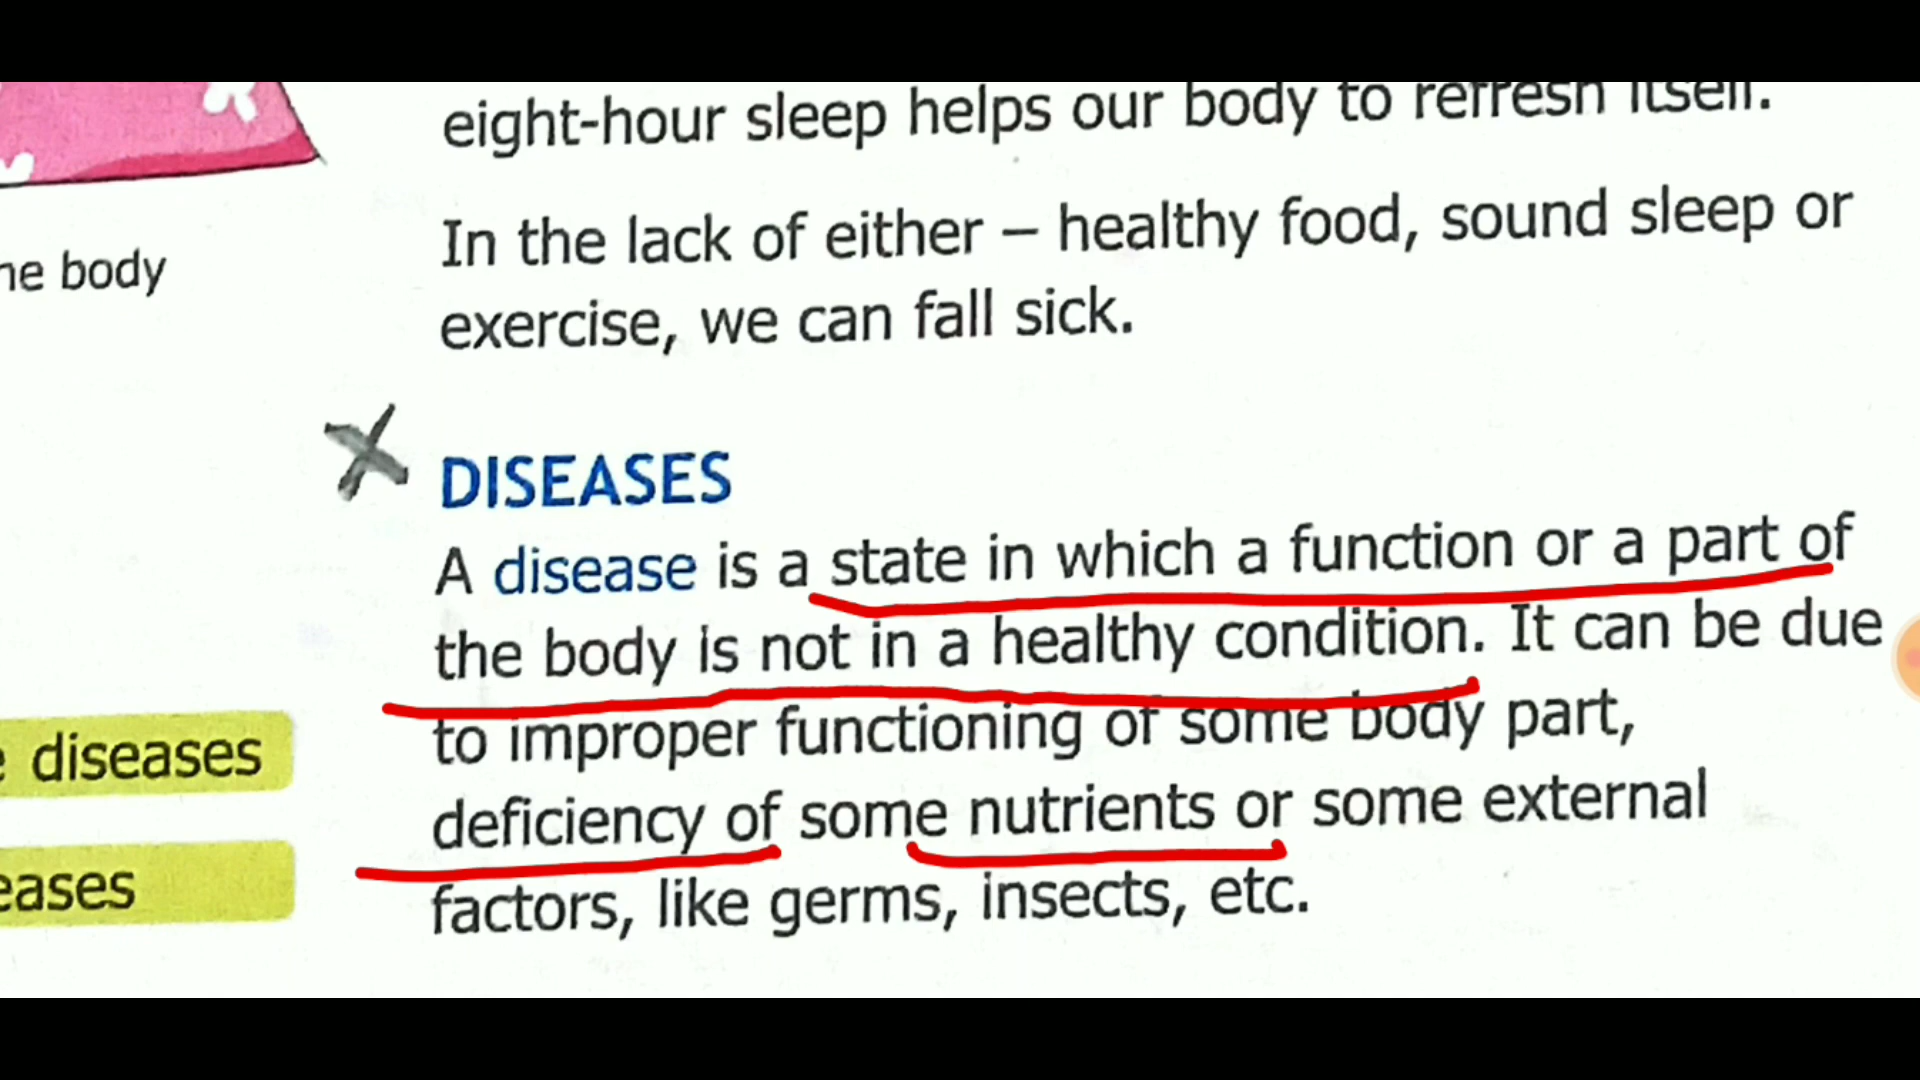 eight-hour sleep helps our body to refresh itself.
In the lack of either – healthy food, sound sleep or
exercise, we can fall sick.
he body
DISEASES
A disease is a state in which a function or a part of
the body is not in a healthy condition. It can be due
to improper functioning of some body part,
deficiency of some nutrients or some external
factors, like germs, insects, etc.
diseases
eases